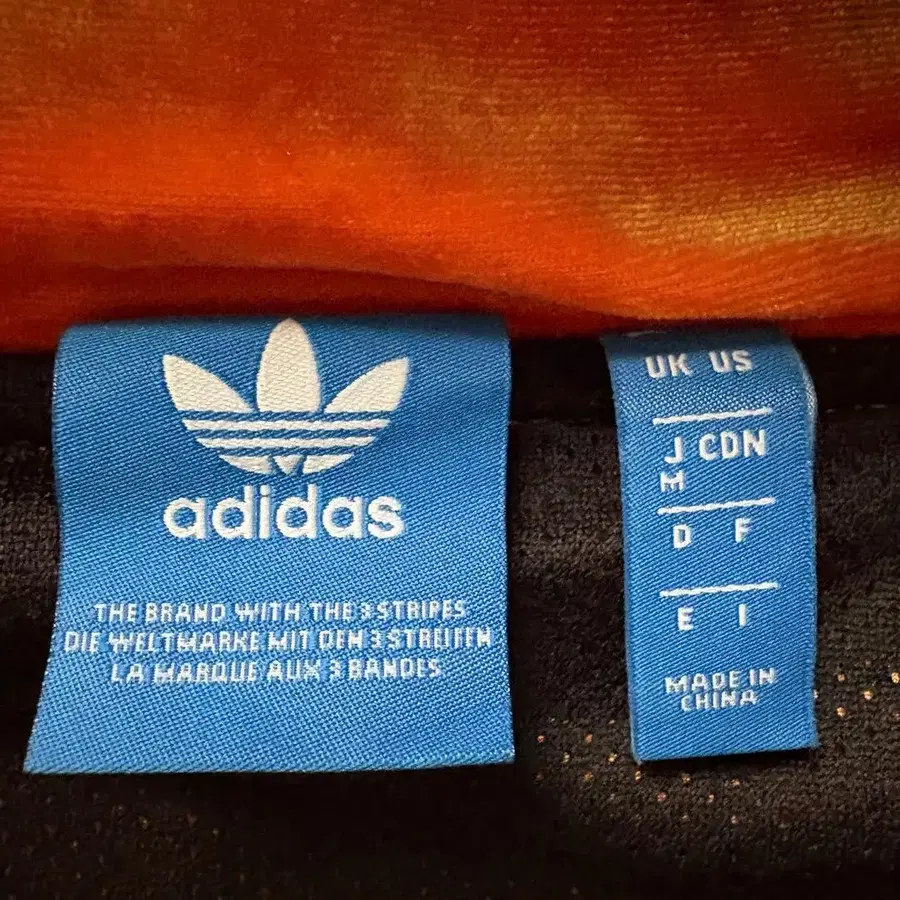 adidas
THE BRAND WITH THE 3 STRIPES
DIE WELTMARKE MIT DEN 3 STREIFEN
LA MARQUE AUX 3 BANDES
UK US
J CDN
M
D F
E I
MADE IN
CHINA